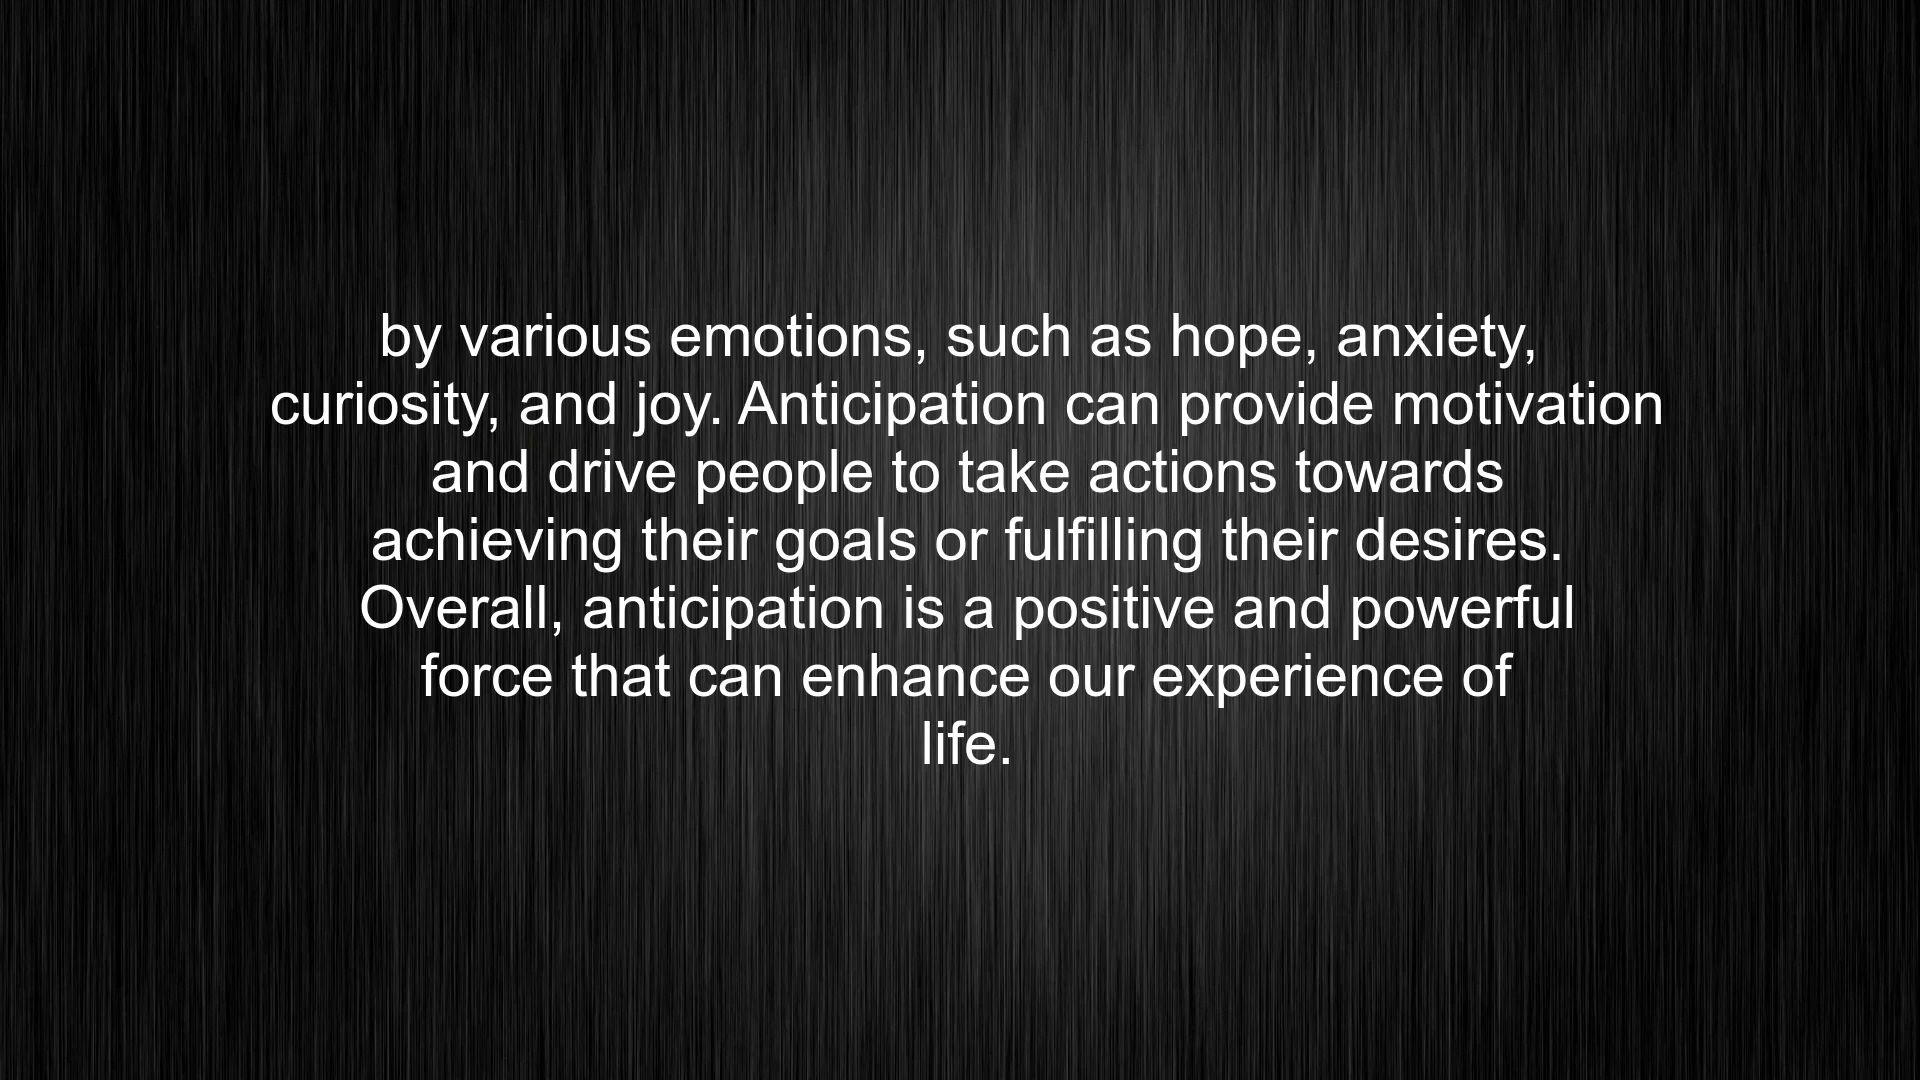 by various emotions, such as hope, anxiety,
curiosity, and joy. Anticipation can provide motivation
and drive people to take actions towards
achieving their goals or fulfilling their desires.
Overall, anticipation is a positive and powerful
force that can enhance our experience of
life.